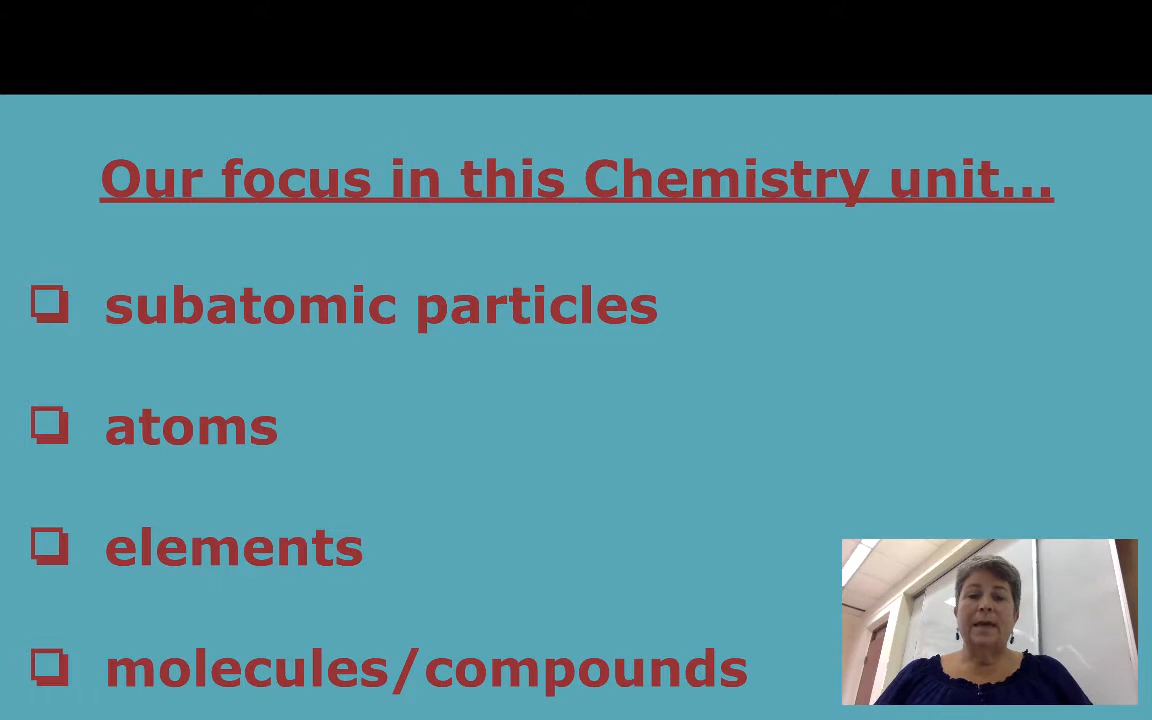 Our focus in this Chemistry unit...
subatomic particles
atoms
elements
molecules/compounds